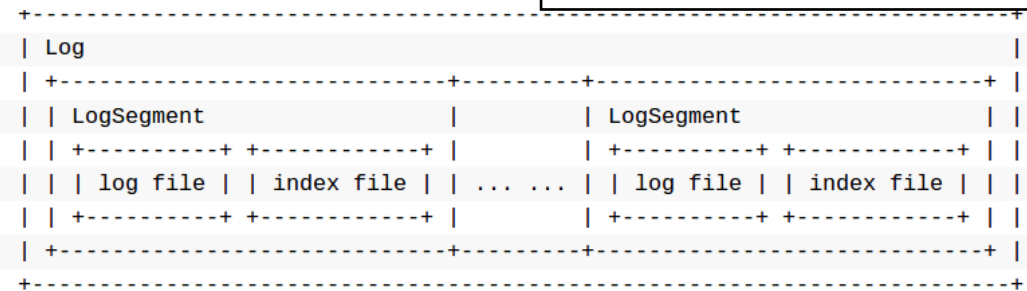 +-------------------------------------------------------------------------+
| Log                                                                     |
| +-----------------------------+---------+-----------------------------+ |
| | LogSegment                  |         | LogSegment                  | |
| | +----------+ +------------+ |         | +----------+ +------------+ | |
| | | log file | | index file | | ... ... | | log file | | index file | | |
| | +----------+ +------------+ |         | +----------+ +------------+ | |
| +-----------------------------+---------+-----------------------------+ |
+-------------------------------------------------------------------------+